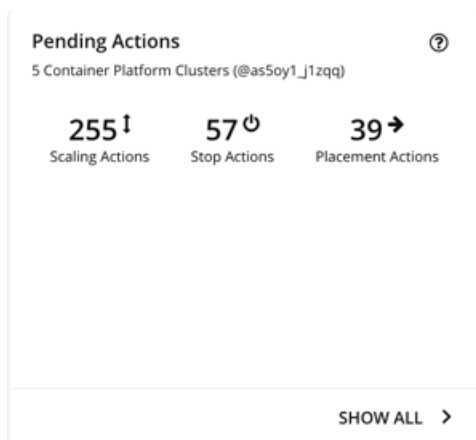 Pending Actions
5 Container Platform Clusters (@as5oy1_j1zqq)
255 57 39
Scaling Actions Stop Actions Placement Actions
SHOW ALL